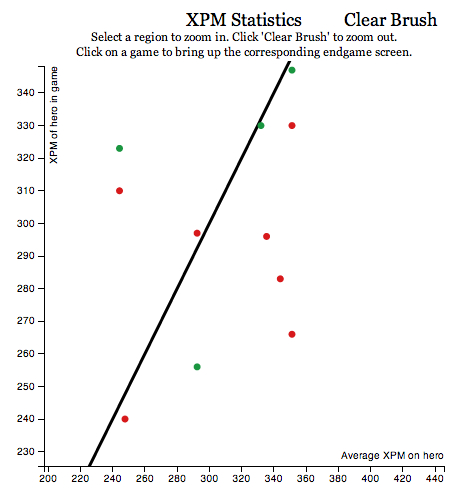 XPM Statistics Clear Brush
Select a region to zoom in. Click 'Clear Brush' to zoom out.
Click on a game to bring up the corresponding endgame screen.
XPM of hero in game
340
330
320
310
300
290
280
270
260
250
240
230
Average XPM on hero
200 220 240 260 280 300 320 340 360 380 400 420 440